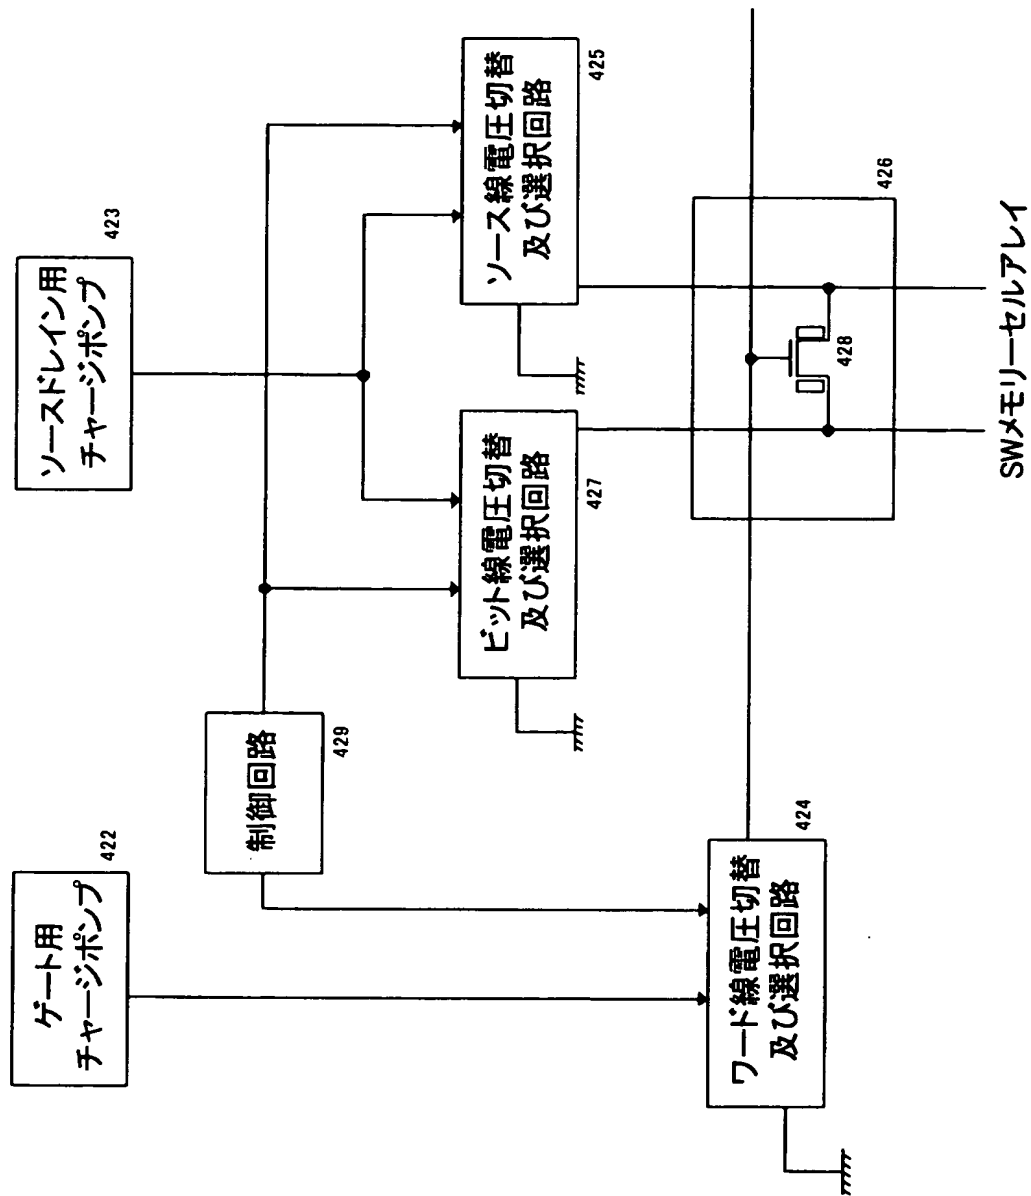 ゲート用
チャージポンプ
422
ソースドレイン用
チャージポンプ
423
制御回路
429
ビット線電圧切替
及び選択回路
427
ソース線電圧切替
及び選択回路
425
ワード線電圧切替
及び選択回路
424
428
426
SWメモリーセルアレイ